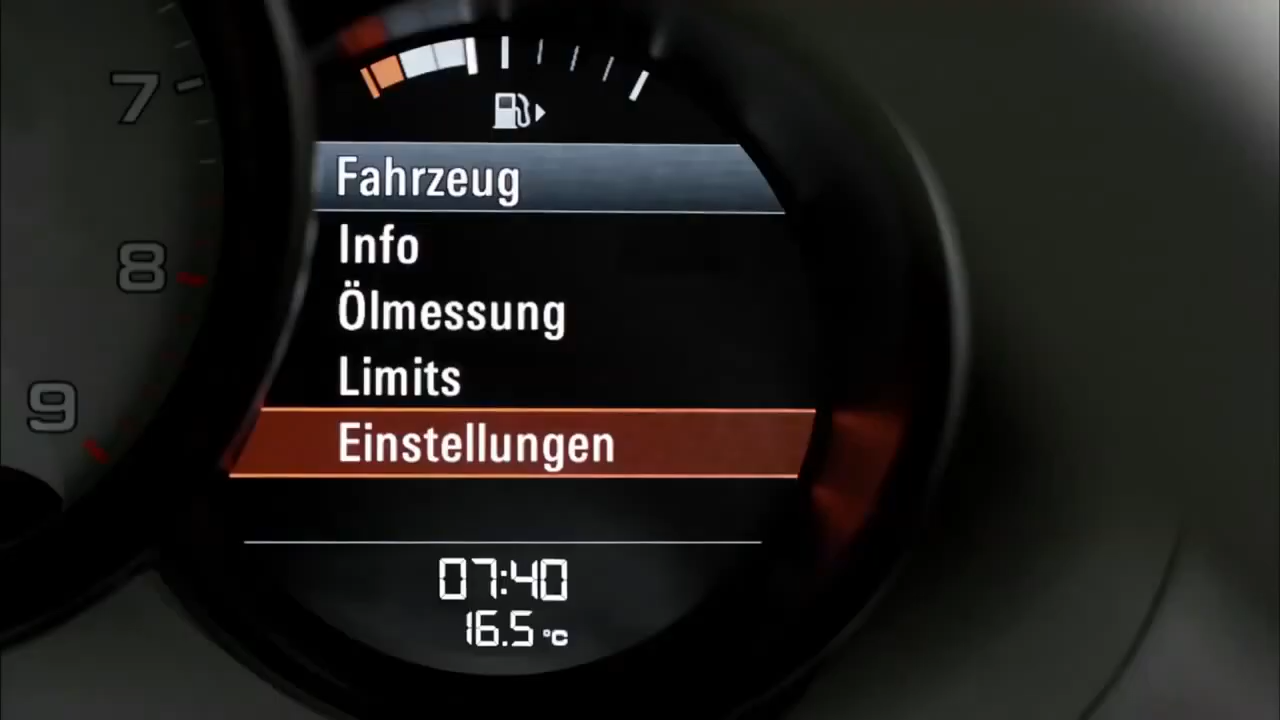 7
8
9
Fahrzeug
Info
Ölmessung
Limits
Einstellungen
07:40
16.5 °C